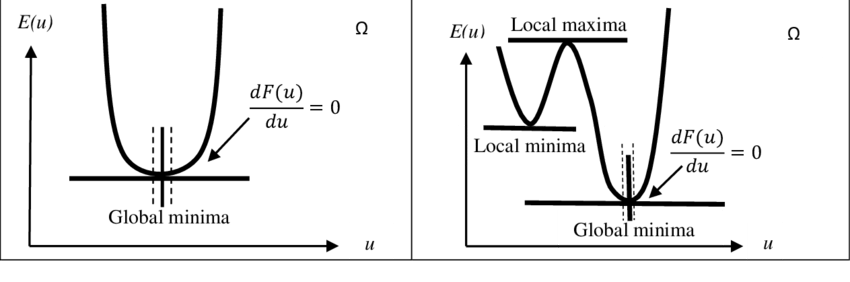 E(u)
Ω
dF(u)
du
= 0
Global minima
u
Local maxima
E(u)
Ω
Local minima
dF(u)
du
= 0
Global minima
u